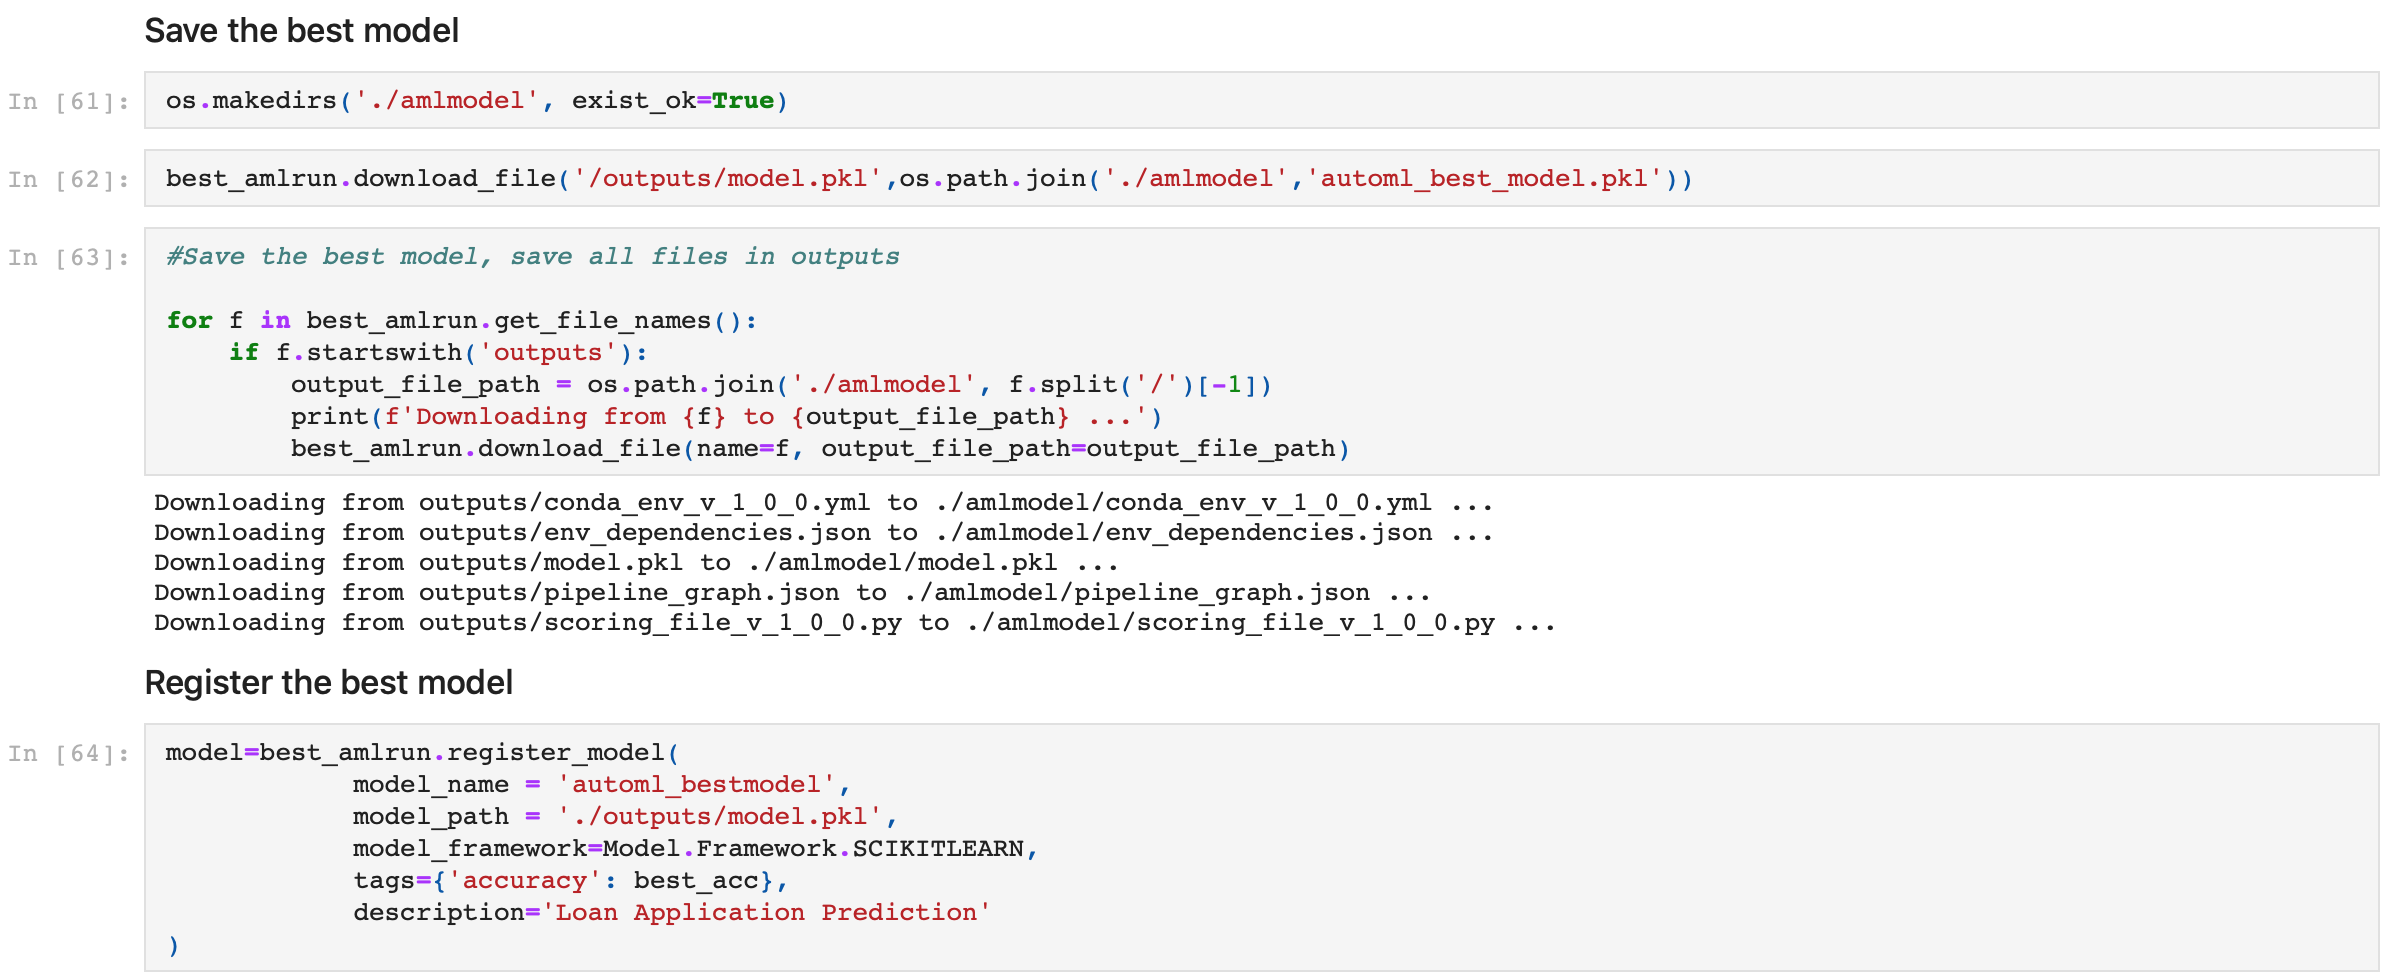 Save the best model
In [61]: os.makedirs('./amlmodel', exist_ok=True)
In [62]: best_amlrun.download_file('/outputs/model.pkl',os.path.join('./amlmodel','automl_best_model.pkl'))
In [63]: #Save the best model, save all files in outputs
for f in best_amlrun.get_file_names():
    if f.startswith('outputs'):
        output_file_path = os.path.join('./amlmodel', f.split('/')[-1])
        print(f'Downloading from {f} to {output_file_path} ...')
        best_amlrun.download_file(name=f, output_file_path=output_file_path)
Downloading from outputs/conda_env_v_1_0_0.yml to ./amlmodel/conda_env_v_1_0_0.yml ...
Downloading from outputs/env_dependencies.json to ./amlmodel/env_dependencies.json ...
Downloading from outputs/model.pkl to ./amlmodel/model.pkl ...
Downloading from outputs/pipeline_graph.json to ./amlmodel/pipeline_graph.json ...
Downloading from outputs/scoring_file_v_1_0_0.py to ./amlmodel/scoring_file_v_1_0_0.py ...
Register the best model
In [64]: model=best_amlrun.register_model(
            model_name = 'automl_bestmodel',
            model_path = './outputs/model.pkl',
            model_framework=Model.Framework.SCIKITLEARN,
            tags={'accuracy': best_acc},
            description='Loan Application Prediction'
)